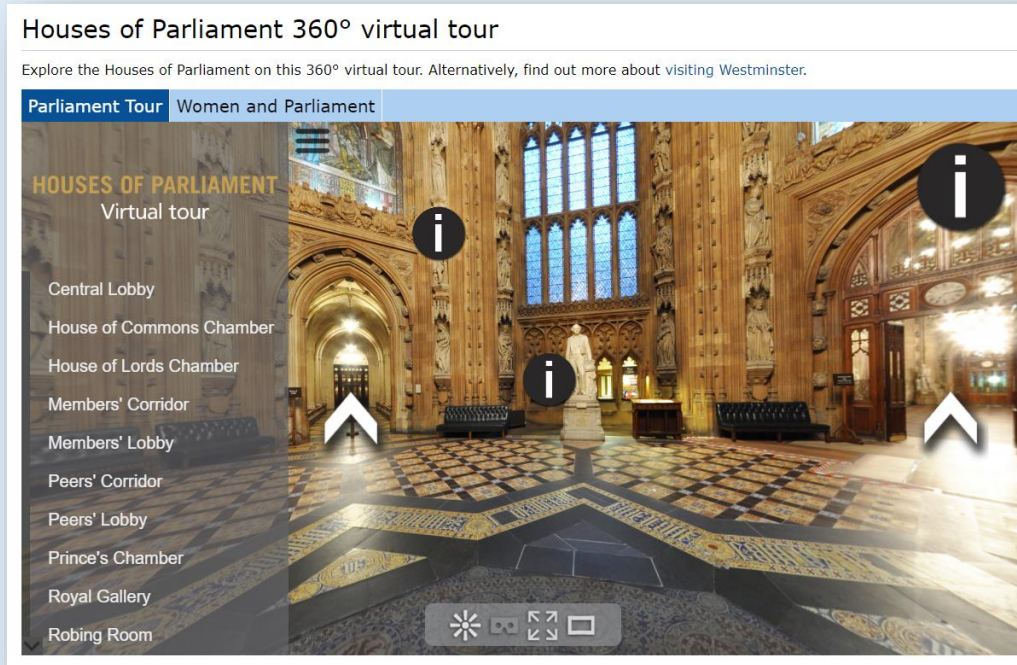 Houses of Parliament 360° virtual tour
Explore the Houses of Parliament on this 360° virtual tour. Alternatively, find out more about visiting Westminster.
Parliament Tour Women and Parliament
HOUSES OF PARLIAMENT
Virtual tour
Central Lobby
House of Commons Chamber
House of Lords Chamber
Members' Corridor
Members' Lobby
Peers' Corridor
Peers' Lobby
Prince's Chamber
Royal Gallery
Robing Room
i
i
i